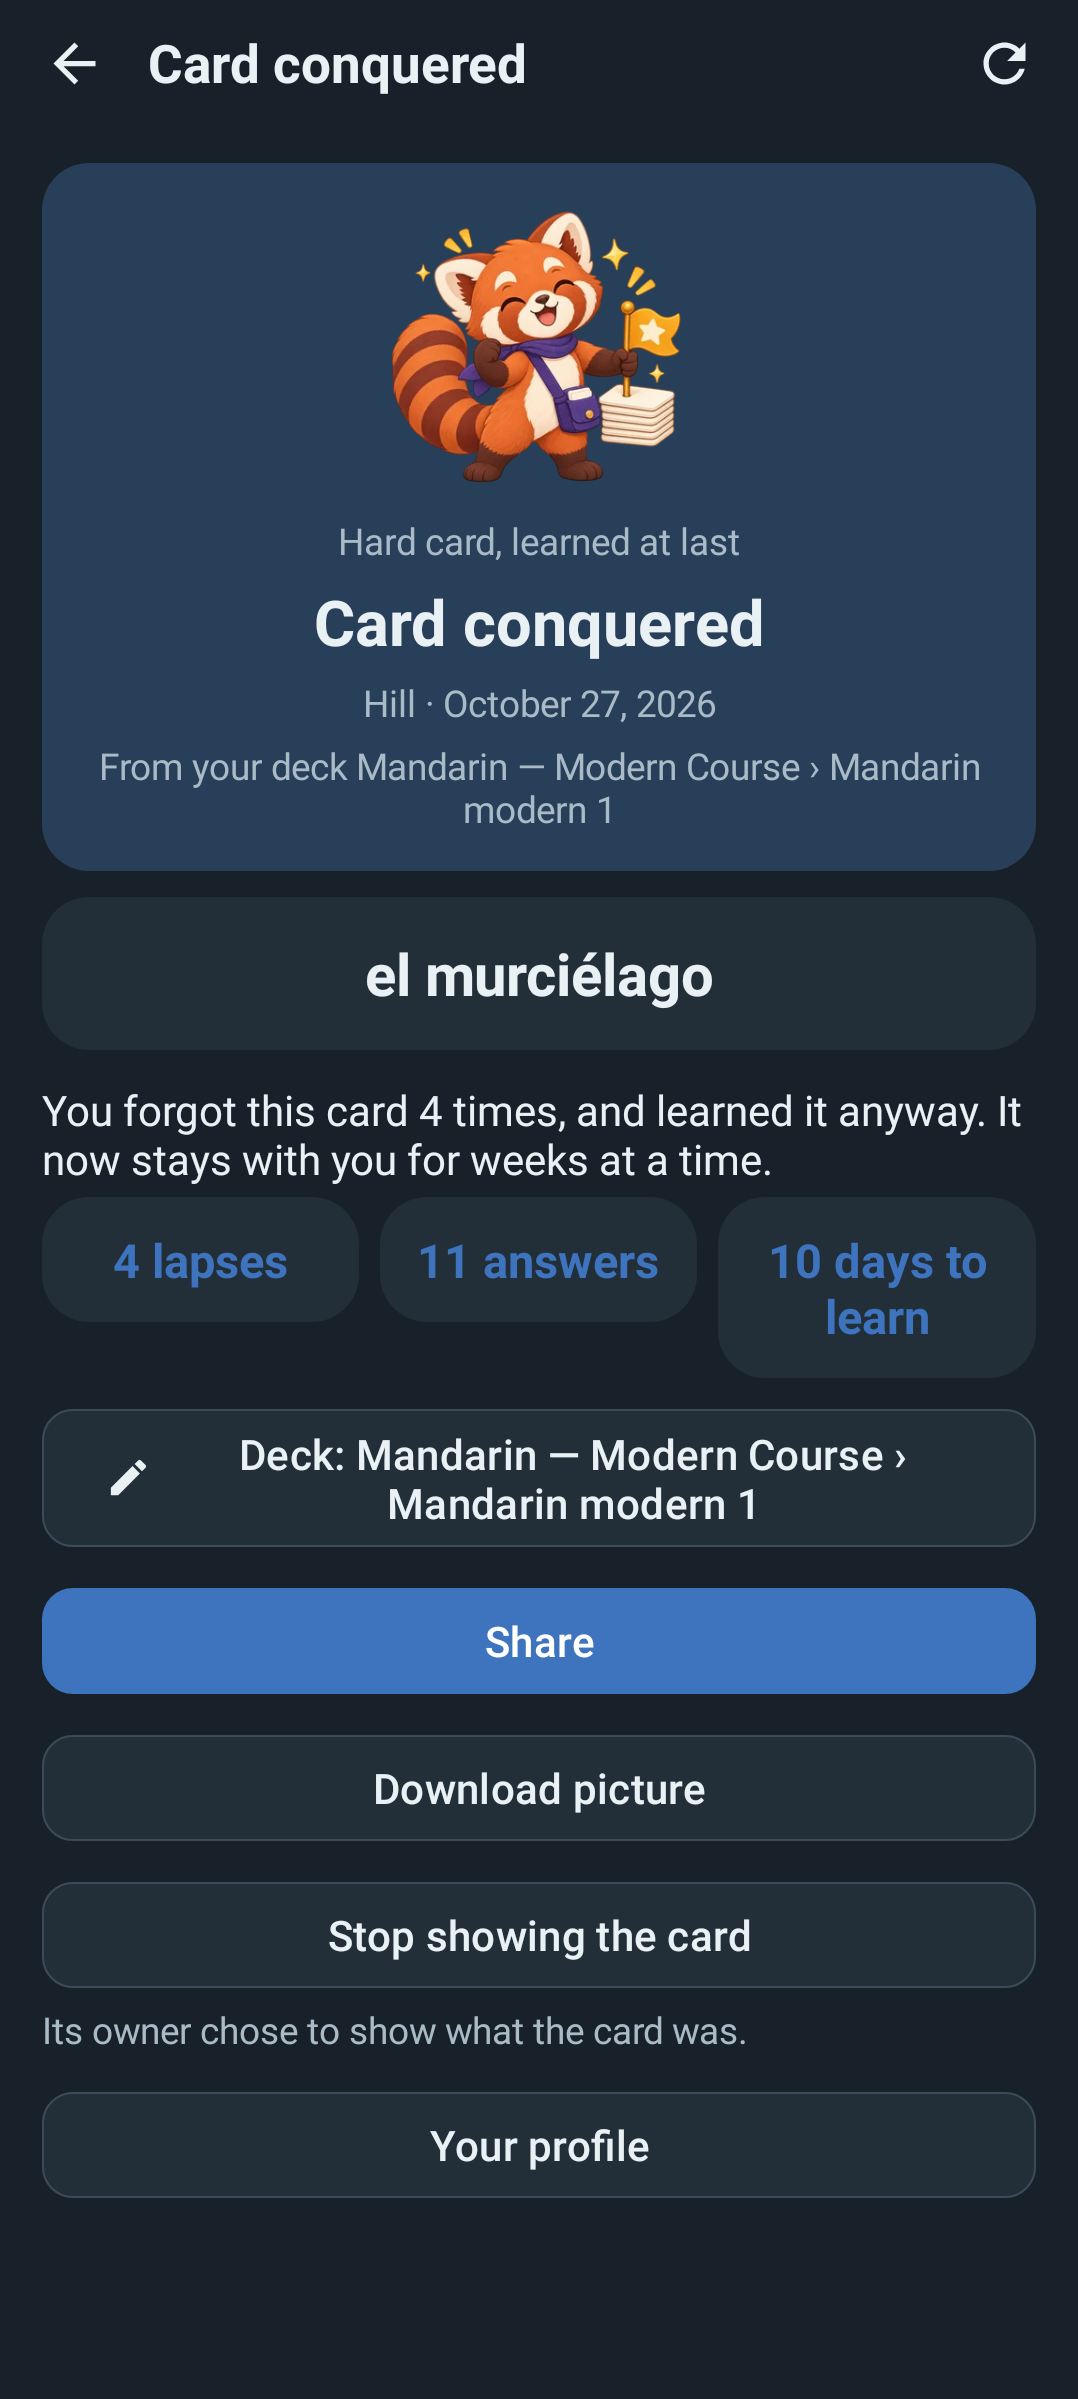 Card conquered
Hard card, learned at last
Card conquered
Hill · October 27, 2026
From your deck Mandarin — Modern Course › Mandarin
modern 1
el murciélago
You forgot this card 4 times, and learned it anyway. It
now stays with you for weeks at a time.
4 lapses
11 answers
10 days to
learn
Deck: Mandarin — Modern Course ›
Mandarin modern 1
Share
Download picture
Stop showing the card
Its owner chose to show what the card was.
Your profile